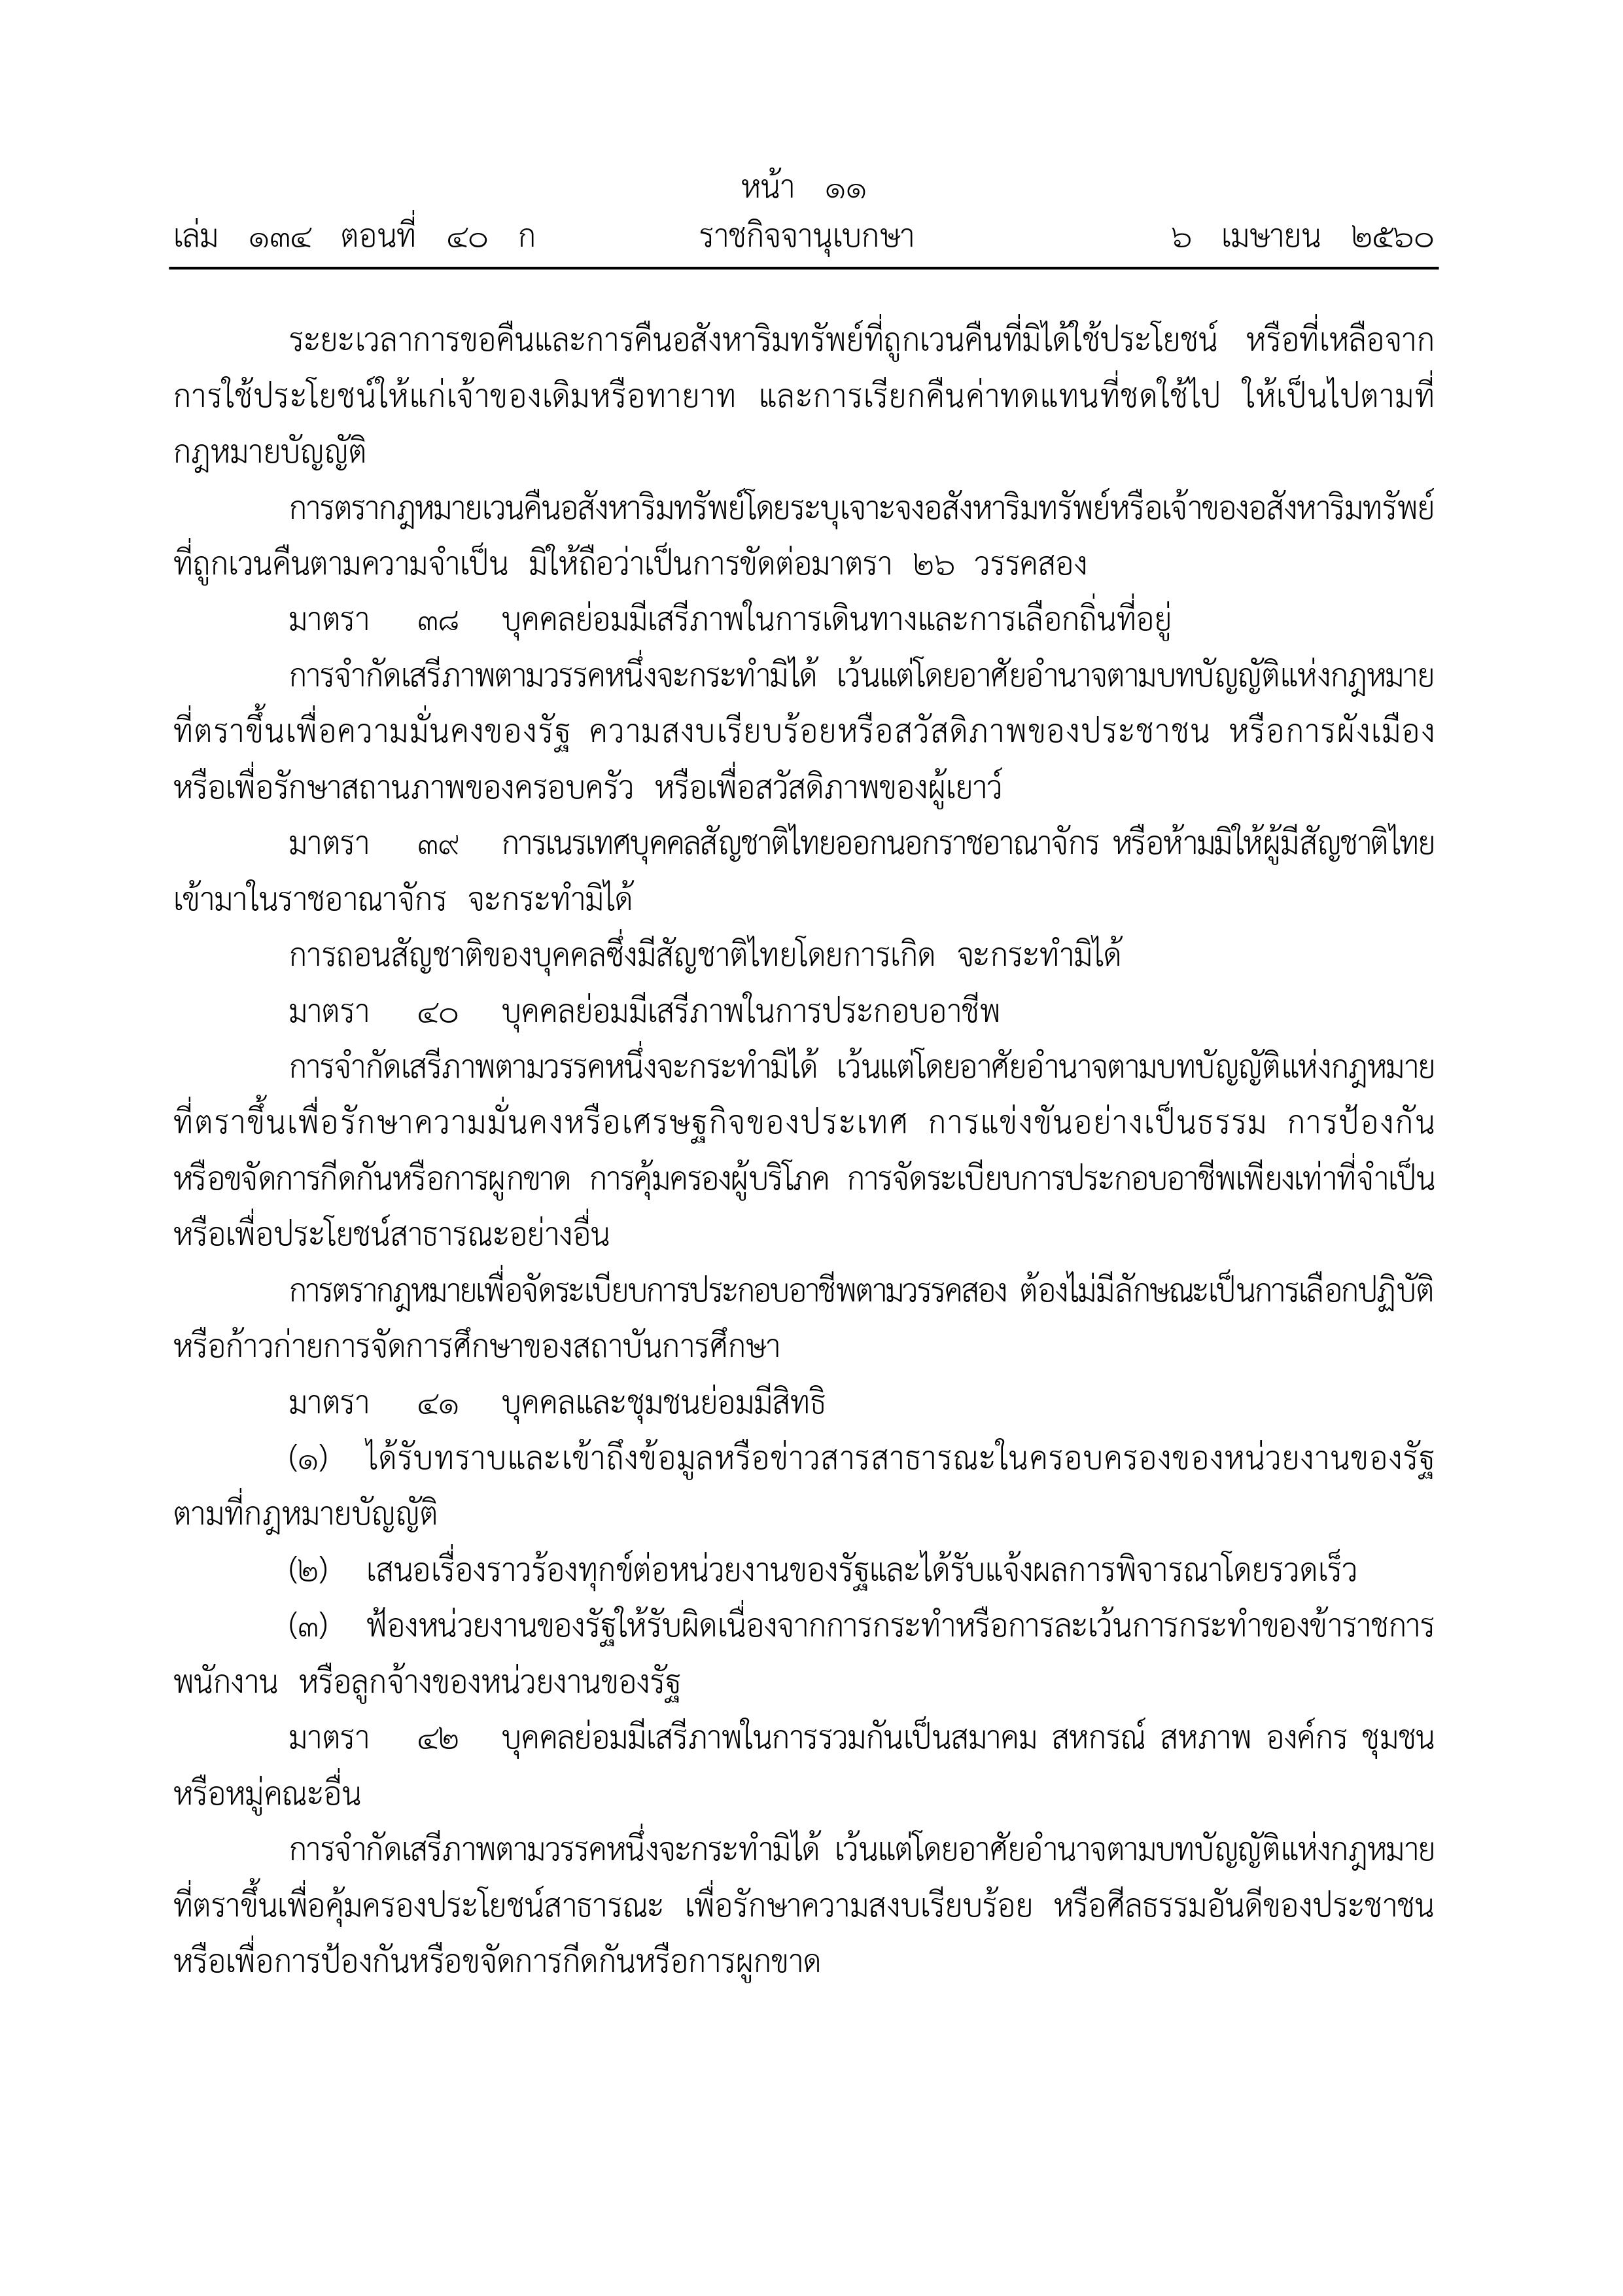 หน้า ๑๑
เล่ม ๑๓๔ ตอนที่ ๔๐ ก ราชกิจจานุเบกษา ๖ เมษายน ๒๕๖๐
ระยะเวลาการขอคืนและการคืนอสังหาริมทรัพย์ที่ถูกเวนคืนที่มิได้ใช้ประโยชน์ หรือที่เหลือจาก
การใช้ประโยชน์ให้แก่เจ้าของเดิมหรือทายาท และการเรียกคืนค่าทดแทนที่ชดใช้ไป ให้เป็นไปตามที่
กฎหมายบัญญัติ
การตรากฎหมายเวนคืนอสังหาริมทรัพย์โดยระบุเจาะจงอสังหาริมทรัพย์หรือเจ้าของอสังหาริมทรัพย์
ที่ถูกเวนคืนตามความจำเป็น มิให้ถือว่าเป็นการขัดต่อมาตรา ๒๖ วรรคสอง
มาตรา ๓๘ บุคคลย่อมมีเสรีภาพในการเดินทางและการเลือกถิ่นที่อยู่
การจำกัดเสรีภาพตามวรรคหนึ่งจะกระทำมิได้ เว้นแต่โดยอาศัยอำนาจตามบทบัญญัติแห่งกฎหมาย
ที่ตราขึ้นเพื่อความมั่นคงของรัฐ ความสงบเรียบร้อยหรือสวัสดิภาพของประชาชน หรือการผังเมือง
หรือเพื่อรักษาสถานภาพของครอบครัว หรือเพื่อสวัสดิภาพของผู้เยาว์
มาตรา ๓๙ การเนรเทศบุคคลสัญชาติไทยออกนอกราชอาณาจักร หรือห้ามมิให้ผู้มีสัญชาติไทย
เข้ามาในราชอาณาจักร จะกระทำมิได้
การถอนสัญชาติของบุคคลซึ่งมีสัญชาติไทยโดยการเกิด จะกระทำมิได้
มาตรา ๔๐ บุคคลย่อมมีเสรีภาพในการประกอบอาชีพ
การจำกัดเสรีภาพตามวรรคหนึ่งจะกระทำมิได้ เว้นแต่โดยอาศัยอำนาจตามบทบัญญัติแห่งกฎหมาย
ที่ตราขึ้นเพื่อรักษาความมั่นคงหรือเศรษฐกิจของประเทศ การแข่งขันอย่างเป็นธรรม การป้องกัน
หรือขจัดการกีดกันหรือการผูกขาด การคุ้มครองผู้บริโภค การจัดระเบียบการประกอบอาชีพเพียงเท่าที่จำเป็น
หรือเพื่อประโยชน์สาธารณะอย่างอื่น
การตรากฎหมายเพื่อจัดระเบียบการประกอบอาชีพตามวรรคสอง ต้องไม่มีลักษณะเป็นการเลือกปฏิบัติ
หรือก้าวก่ายการจัดการศึกษาของสถาบันการศึกษา
มาตรา ๔๑ บุคคลและชุมชนย่อมมีสิทธิ
(๑) ได้รับทราบและเข้าถึงข้อมูลหรือข่าวสารสาธารณะในครอบครองของหน่วยงานของรัฐ
ตามที่กฎหมายบัญญัติ
(๒) เสนอเรื่องราวร้องทุกข์ต่อหน่วยงานของรัฐและได้รับแจ้งผลการพิจารณาโดยรวดเร็ว
(๓) ฟ้องหน่วยงานของรัฐให้รับผิดเนื่องจากการกระทำหรือการละเว้นการกระทำของข้าราชการ
พนักงาน หรือลูกจ้างของหน่วยงานของรัฐ
มาตรา ๔๒ บุคคลย่อมมีเสรีภาพในการรวมกันเป็นสมาคม สหกรณ์ สหภาพ องค์กร ชุมชน
หรือหมู่คณะอื่น
การจำกัดเสรีภาพตามวรรคหนึ่งจะกระทำมิได้ เว้นแต่โดยอาศัยอำนาจตามบทบัญญัติแห่งกฎหมาย
ที่ตราขึ้นเพื่อคุ้มครองประโยชน์สาธารณะ เพื่อรักษาความสงบเรียบร้อย หรือศีลธรรมอันดีของประชาชน
หรือเพื่อการป้องกันหรือขจัดการกีดกันหรือการผูกขาด